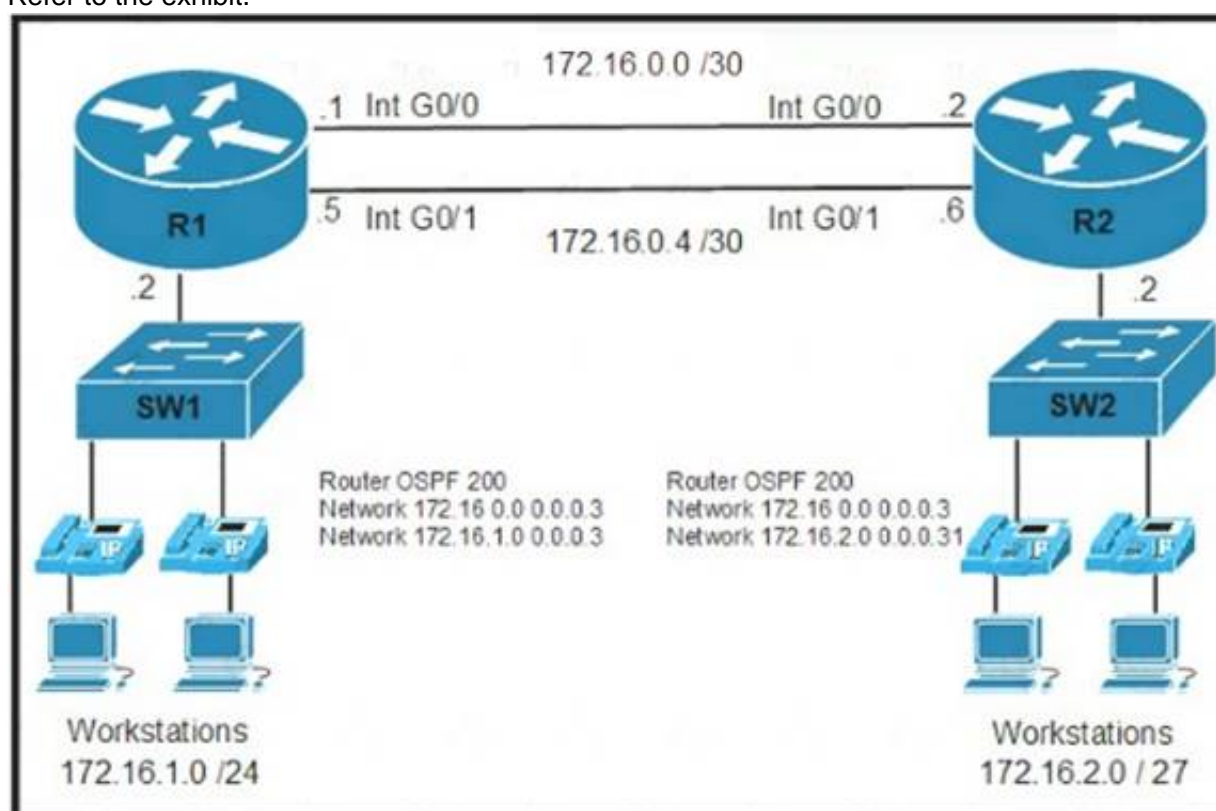 Refer to the exhibit.
172.16.0.0 /30
.1 Int G0/0
Int G0/0 .2
.5 Int G0/1
Int G0/1 .6
172.16.0.4 /30
R1
R2
.2
.2
SW1
SW2
Router OSPF 200
Network 172.16 0.0 0.0.0.3
Network 172.16.1.0 0.0.0.3
Router OSPF 200
Network 172.16 0.0 0.0.0.3
Network 172.16.2.0 0.0.0.31
IP
IP
IP
IP
Workstations
172.16.1.0 /24
Workstations
172.16.2.0 / 27